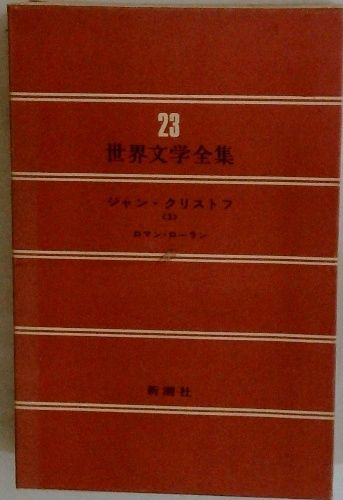 23
世界文学全集
ジャン・クリストフ
ロマン・ローラン
新潮社